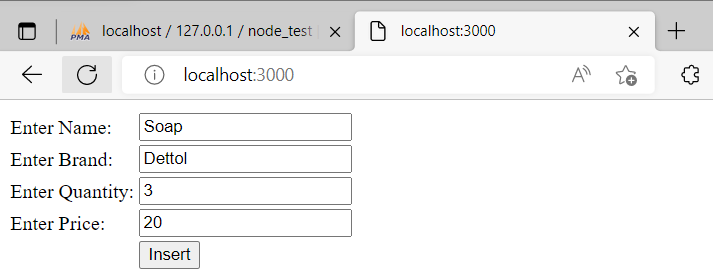 PMA
localhost / 127.0.0.1 / node_test
localhost:3000
localhost:3000
A
Enter Name: Soap
Enter Brand: Dettol
Enter Quantity: 3
Enter Price: 20
Insert